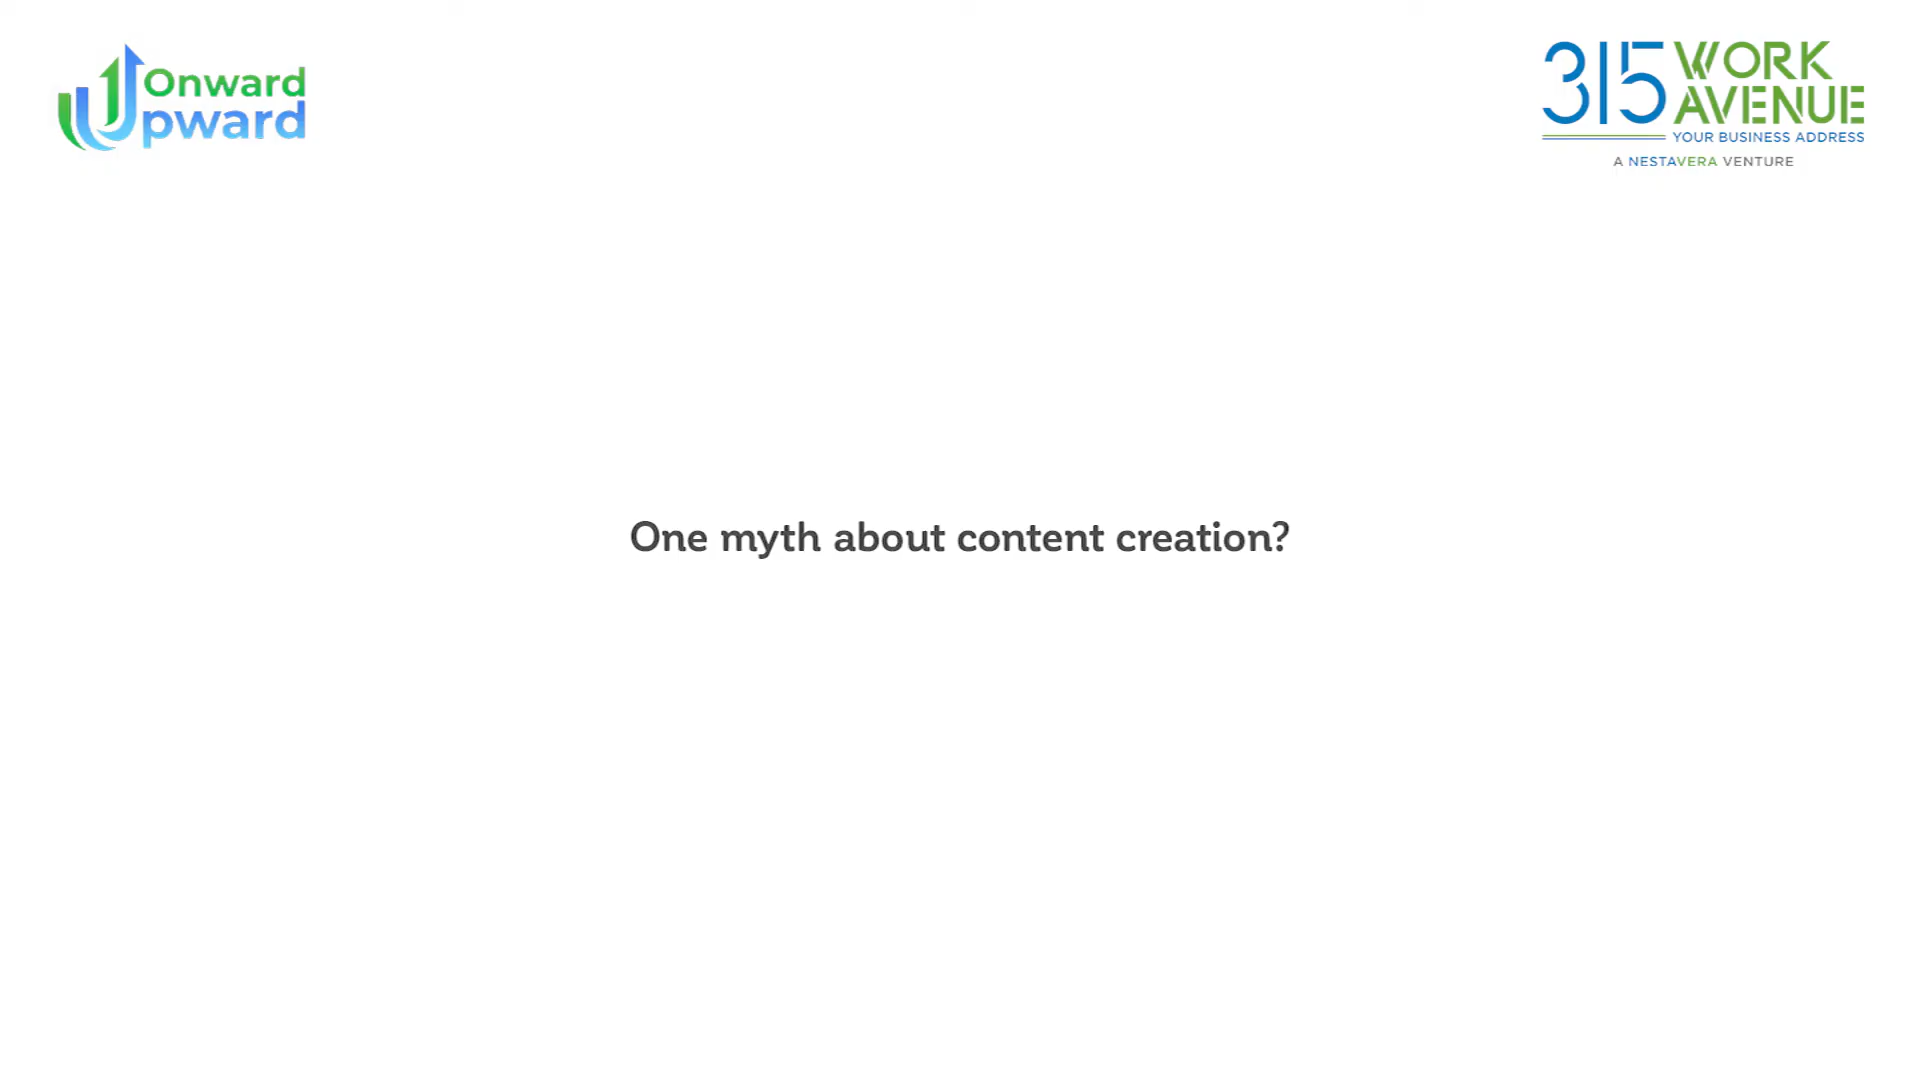 Onward
Upward
315 WORK
AVENUE
YOUR BUSINESS ADDRESS
A NESTAVERA VENTURE
One myth about content creation?